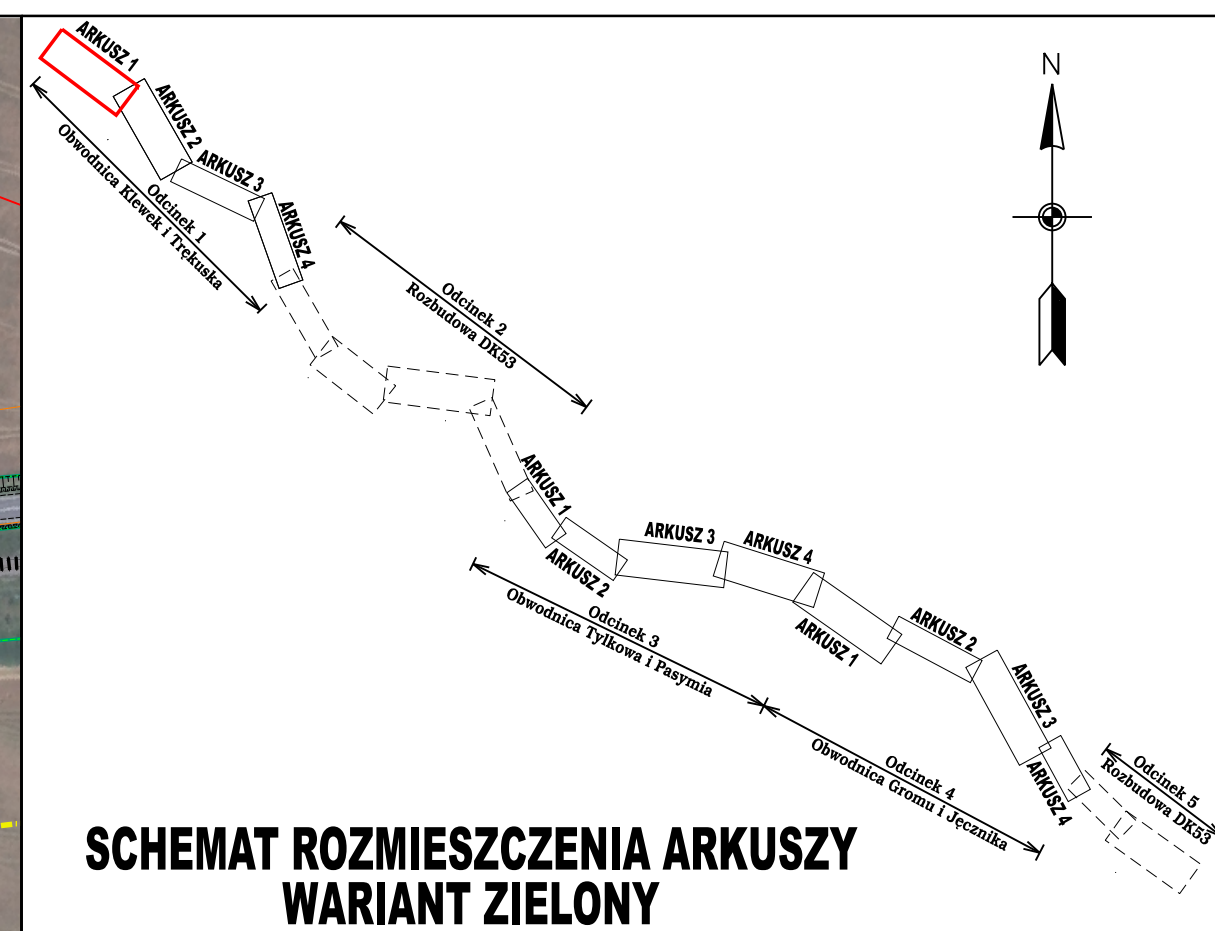 ARKUSZ 1
ARKUSZ 2
ARKUSZ 3
ARKUSZ 4
Odcinek 1
Obwodnica Klewek i Trękuska
N
Odcinek 2
Rozbudowa DK53
ARKUSZ 1
ARKUSZ 2
ARKUSZ 3
ARKUSZ 4
Odcinek 3
Obwodnica Tylkowa i Pasymia
ARKUSZ 1
ARKUSZ 2
ARKUSZ 3
ARKUSZ 4
Odcinek 4
Obwodnica Gromu i Jęcznika
Odcinek 5
Rozbudowa DK53
SCHEMAT ROZMIESZCZENIA ARKUSZY
WARIANT ZIELONY